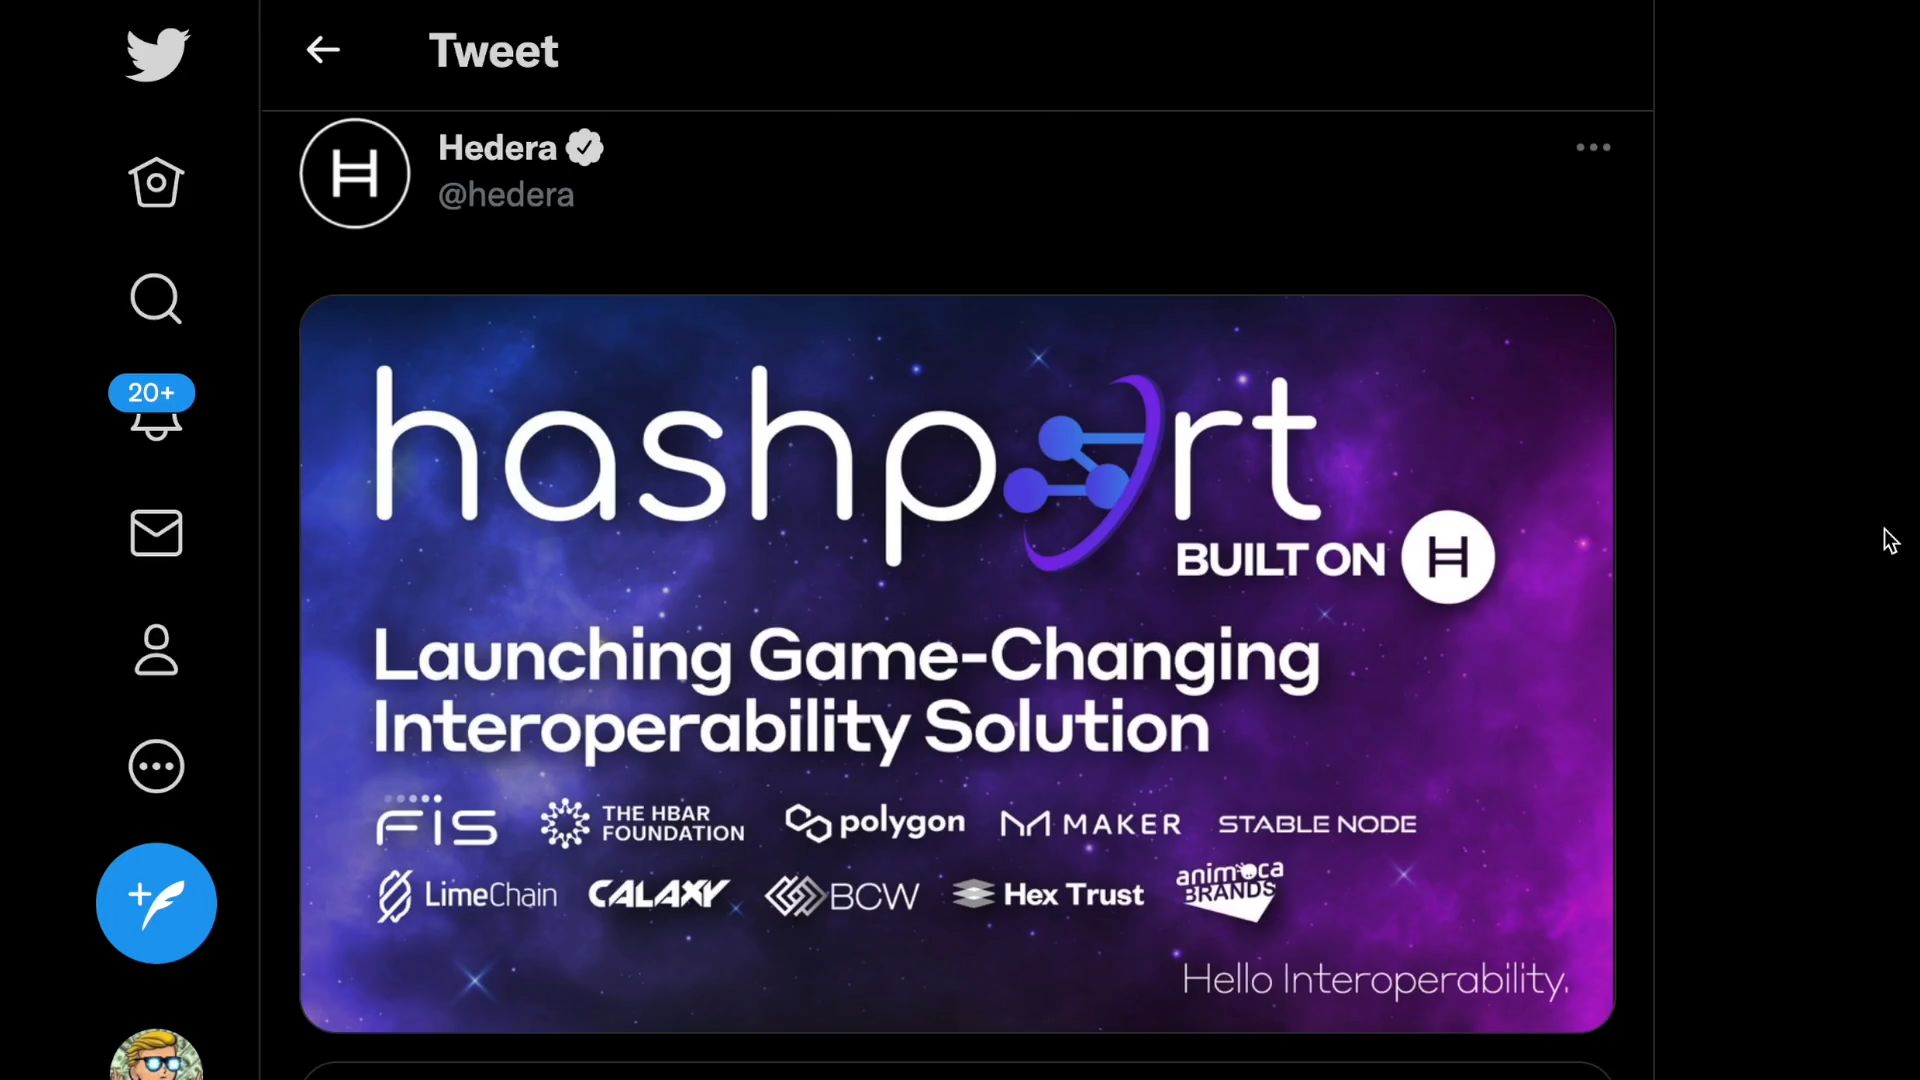 Tweet
Hedera
@hedera
20+
hashport
BUILT ON H
Launching Game-Changing
Interoperability Solution
FIS THE HBAR FOUNDATION polygon MAKER STABLE NODE
LimeChain CALAXY BCW Hex Trust animoca BRANDS
Hello Interoperability.